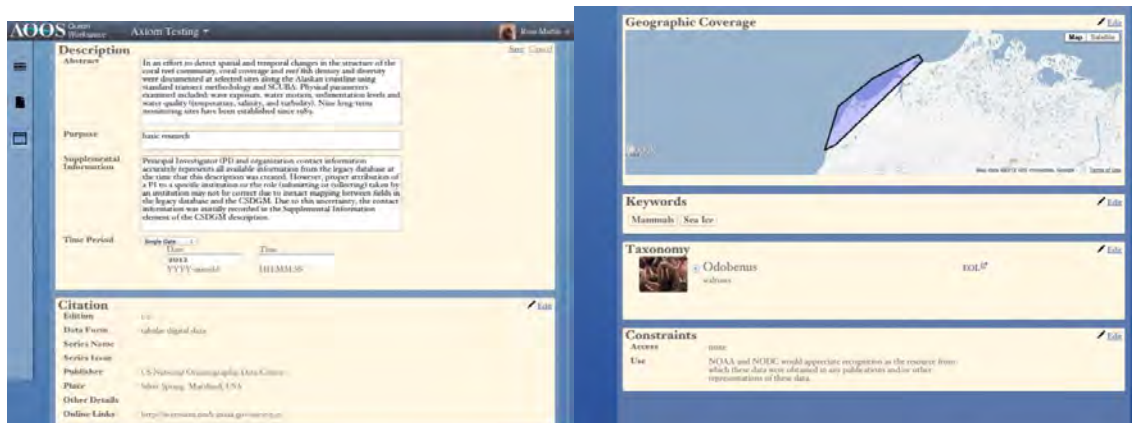 AOOS Ocean Workspace
Axiom Testing
Description
Save Cancel
Abstract
In an effort to detect spatial and temporal changes in the structure of the
coral reef community, coral coverage and reef fish density and diversity
were documented at selected sites along the Alaskan coastline using
standard transect methodology and SCUBA. Physical parameters
examined included: wave exposure, water motion, sedimentation levels and
water quality (temperature, salinity, and turbidity). Nine long-term
monitoring sites have been established since 1989.
Purpose
basic research
Supplemental
Information
Principal Investigator (PI) and organization contact information
accurately represents all available information from the legacy database at
the time that this description was created. However, proper attribution of
a PI to a specific institution or the role (submitting or collecting) taken by
an institution may not be correct due to inexact mapping between fields in
the legacy database and the CSDGM. Due to this uncertainty, the contact
information was initially recorded in the Supplemental Information
element of the CSDGM description.
Time Period
Single Date
Date
Time
2012
HH:MM:SS
Citation
Edit
Edition
Data Form
tabular digital data
Series Name
Series Issue
Publisher
US National Oceanographic Data Center
Place
Silver Spring, Maryland, USA
Other Details
Online Links
Geographic Coverage
Edit
Map Satellite
Terms of Use
Keywords
Edit
Mammals Sea Ice
Taxonomy
Edit
Odobenus
walruses
EOL
Constraints
Edit
Access
none
Use
NOAA and NODC would appreciate recognition as the resource from
which these data were obtained in any publications and/or other
representations of these data.